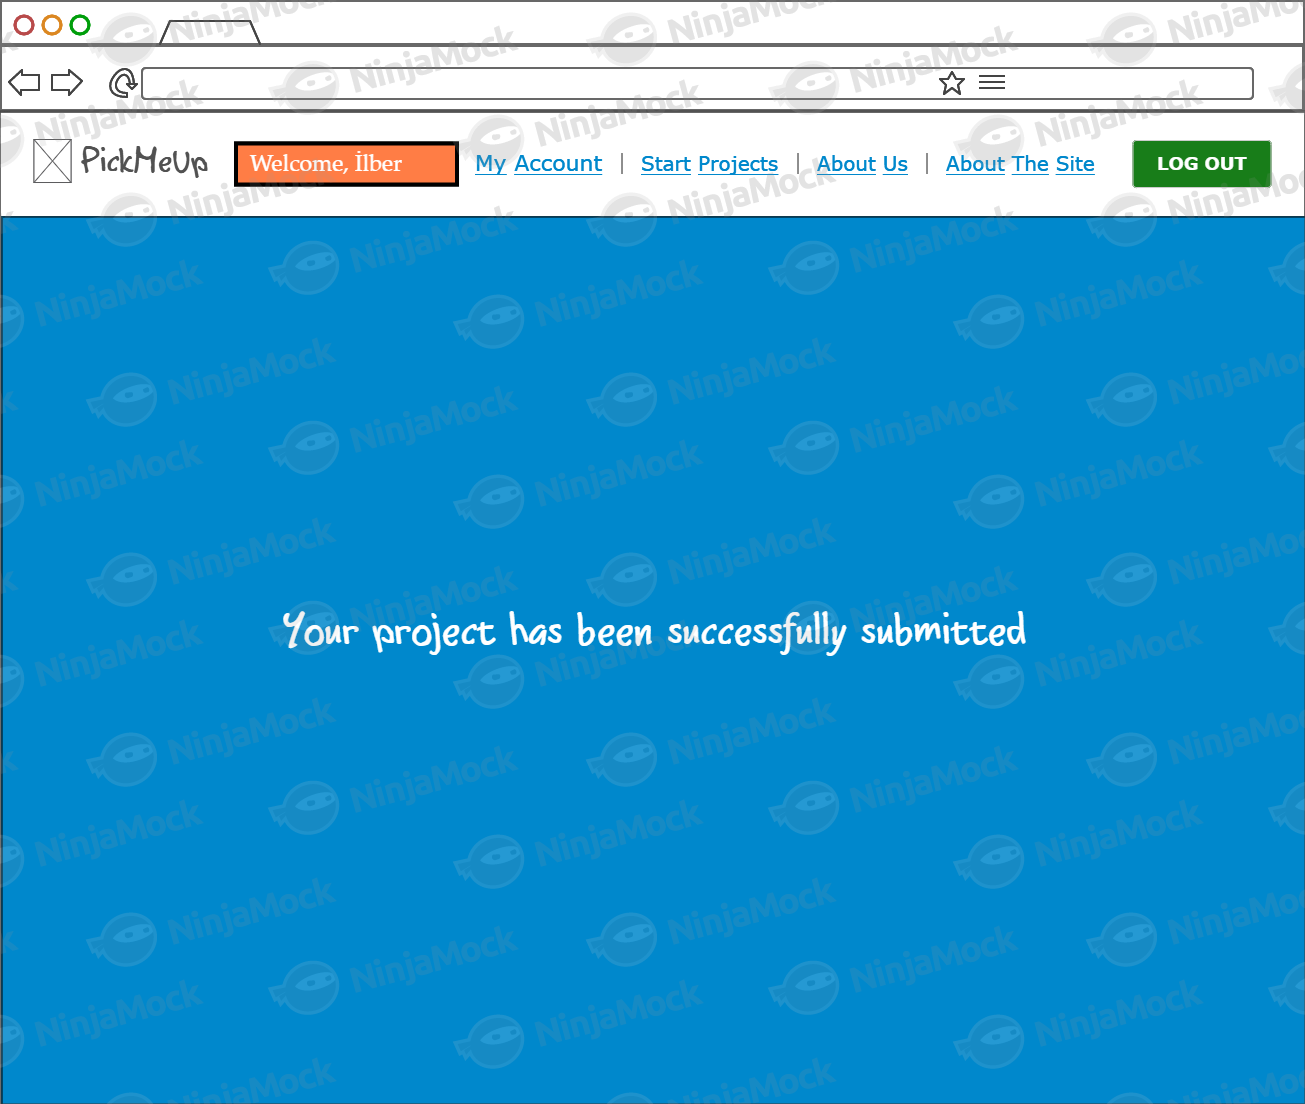 PickMeUp
Welcome, İlber
My Account | Start Projects | About Us | About The Site
LOG OUT
Your project has been successfully submitted
NinjaMock